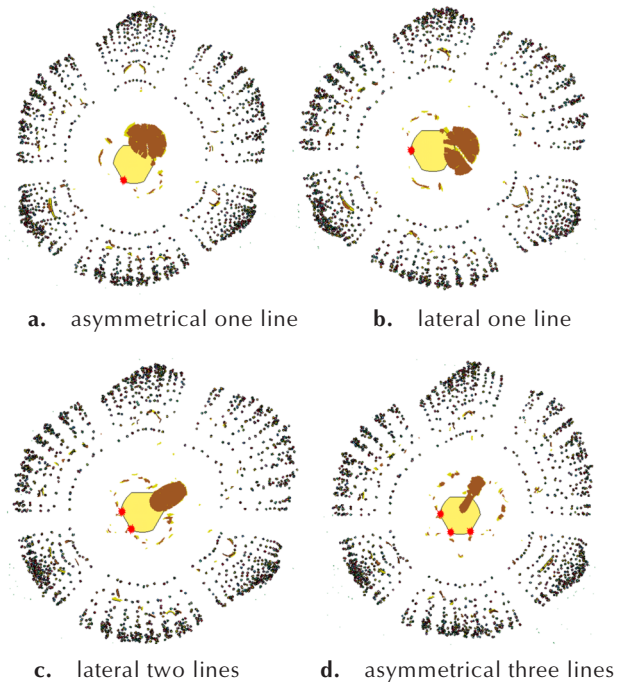 a. asymmetrical one line
b. lateral one line
c. lateral two lines
d. asymmetrical three lines